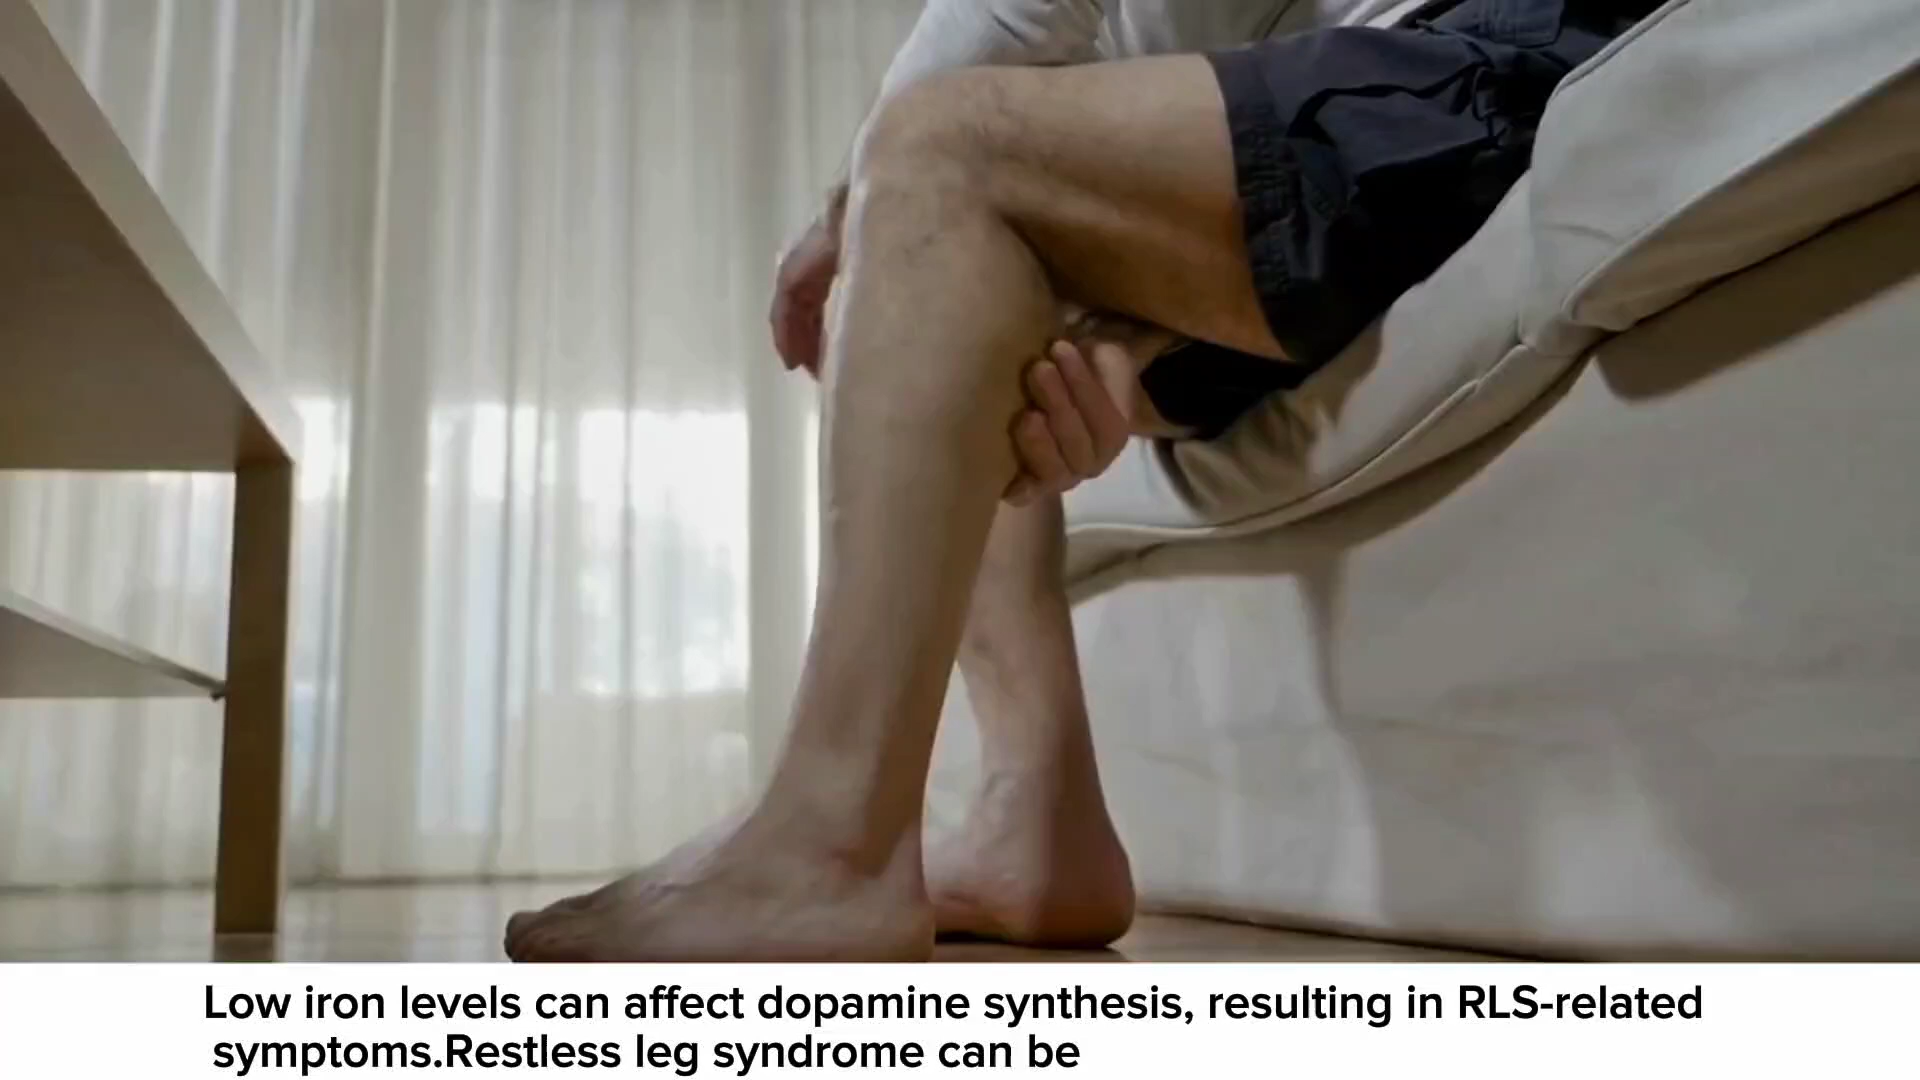 Low iron levels can affect dopamine synthesis, resulting in RLS-related
symptoms.Restless leg syndrome can be